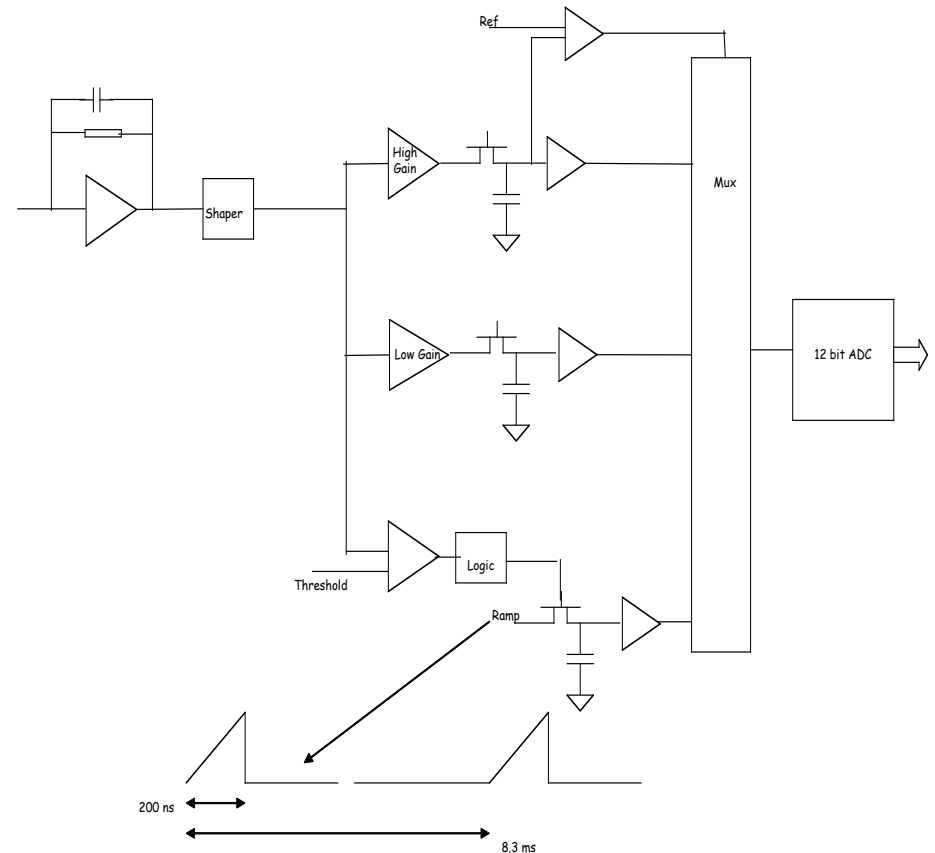 Ref
High
Gain
Mux
Shaper
Low Gain
12 bit ADC
Logic
Threshold
Ramp
200 ns
8,3 ms